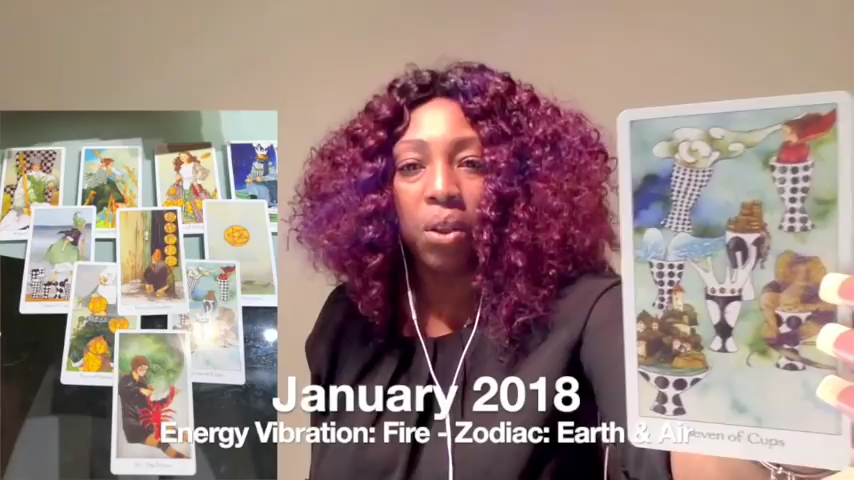 January 2018
Energy Vibration: Fire - Zodiac: Earth & Air
Seven of Cups